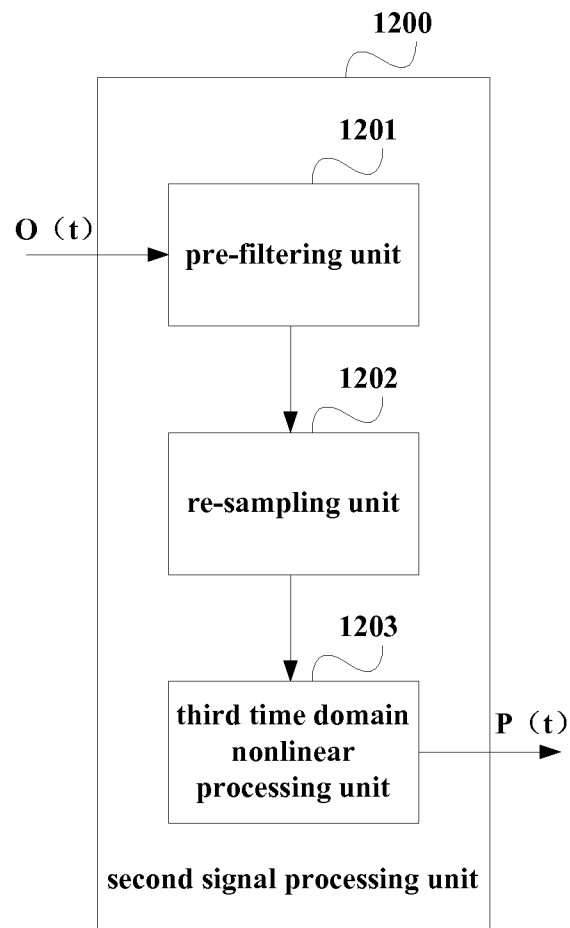 1200
1201
O（t）
pre-filtering unit
1202
re-sampling unit
1203
third time domain
nonlinear
processing unit
P（t）
second signal processing unit